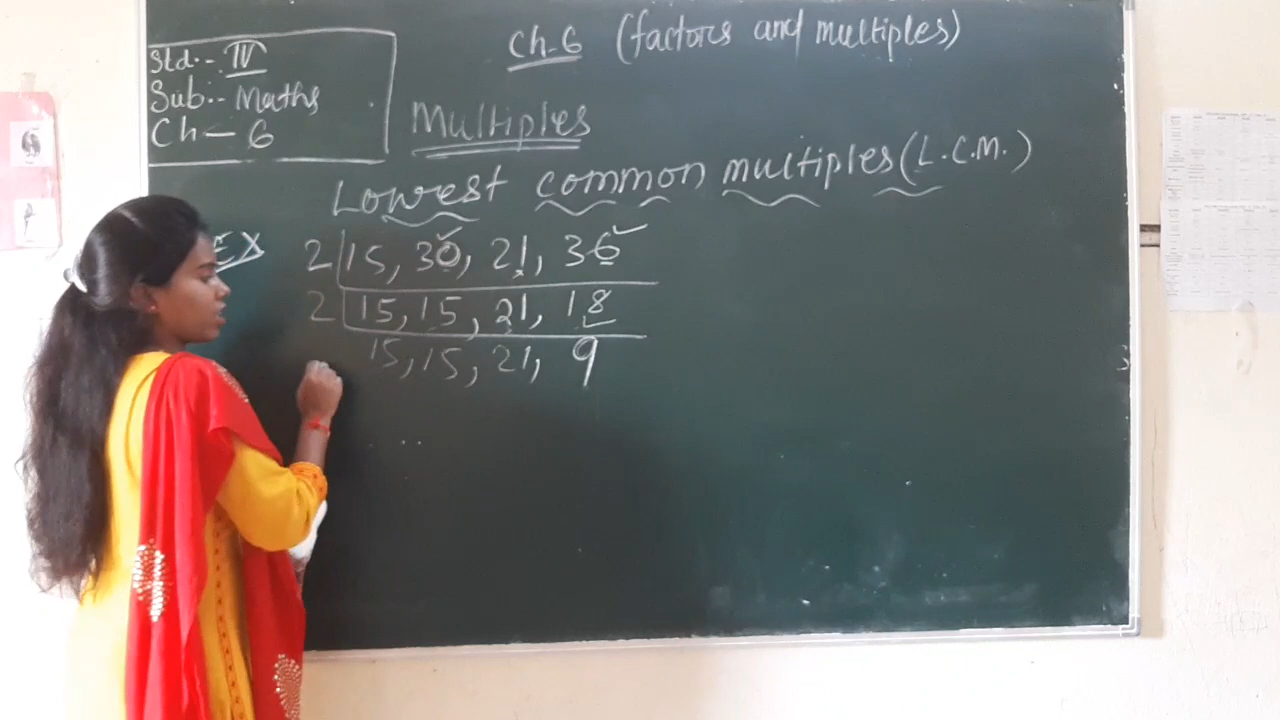 Std.- IV
Sub.- Maths
Ch - 6
Ch-6 (factors and multiples)
Multiples
Lowest common multiples (L.C.M.)
EX
2 | 15, 30, 21, 36
2 | 15, 15, 21, 18
15, 15, 21, 9